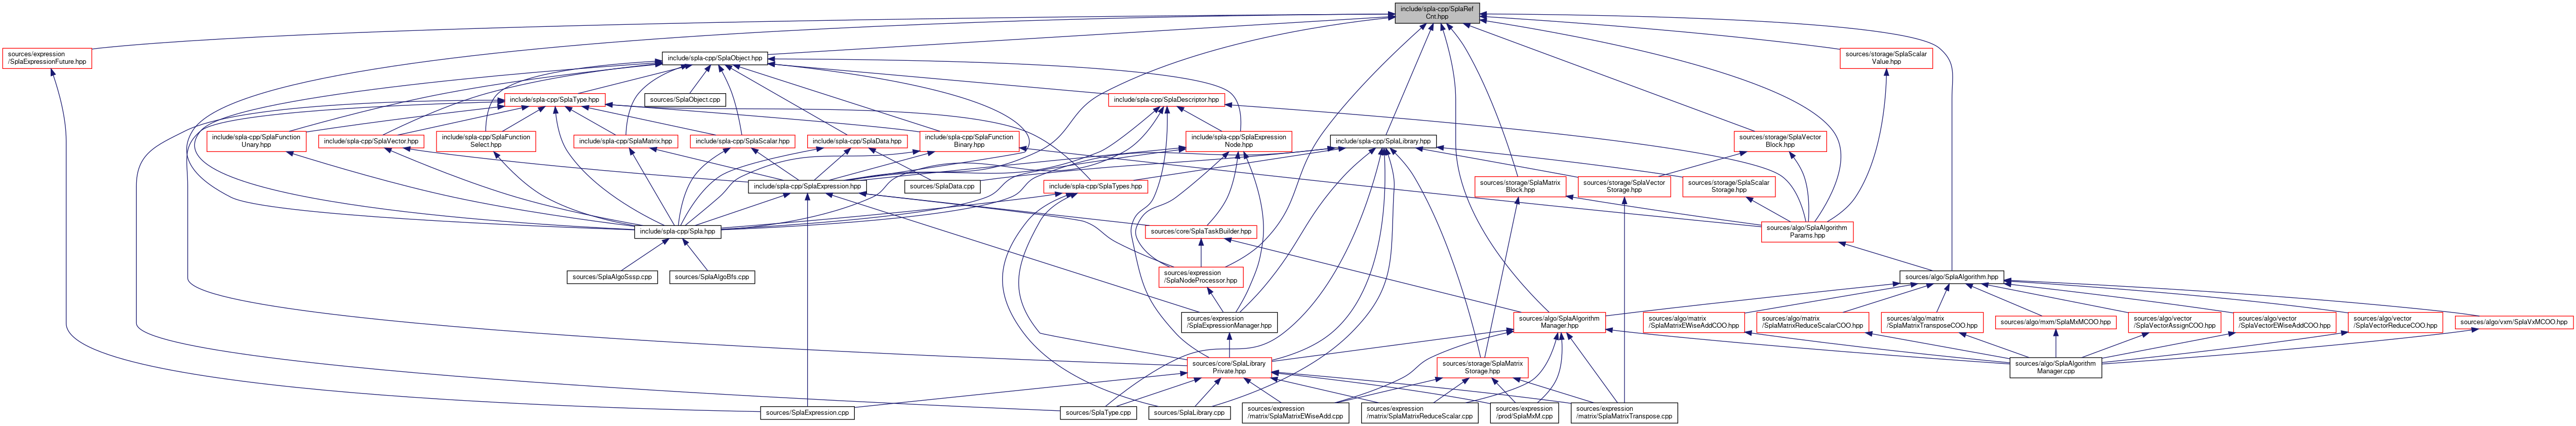 include/spla-cpp/SplaRef
Cnt.hpp
sources/expression
/SplaExpressionFuture.hpp
include/spla-cpp/SplaObject.hpp
sources/storage/SplaScalar
Value.hpp
include/spla-cpp/SplaType.hpp
sources/SplaObject.cpp
include/spla-cpp/SplaDescriptor.hpp
include/spla-cpp/SplaFunction
Unary.hpp
include/spla-cpp/SplaVector.hpp
include/spla-cpp/SplaFunction
Select.hpp
include/spla-cpp/SplaMatrix.hpp
include/spla-cpp/SplaScalar.hpp
include/spla-cpp/SplaData.hpp
include/spla-cpp/SplaFunction
Binary.hpp
include/spla-cpp/SplaExpression
Node.hpp
include/spla-cpp/SplaLibrary.hpp
sources/storage/SplaVector
Block.hpp
include/spla-cpp/SplaExpression.hpp
sources/SplaData.cpp
include/spla-cpp/SplaTypes.hpp
sources/storage/SplaMatrix
Block.hpp
sources/storage/SplaVector
Storage.hpp
sources/storage/SplaScalar
Storage.hpp
include/spla-cpp/Spla.hpp
sources/core/SplaTaskBuilder.hpp
sources/algo/SplaAlgorithm
Params.hpp
sources/SplaAlgoSssp.cpp
sources/SplaAlgoBfs.cpp
sources/expression
/SplaNodeProcessor.hpp
sources/algo/SplaAlgorithm.hpp
sources/expression
/SplaExpressionManager.hpp
sources/algo/SplaAlgorithm
Manager.hpp
sources/algo/matrix
/SplaMatrixEWiseAddCOO.hpp
sources/algo/matrix
/SplaMatrixReduceScalarCOO.hpp
sources/algo/matrix
/SplaMatrixTransposeCOO.hpp
sources/algo/mxm/SplaMxMCOO.hpp
sources/algo/vector
/SplaVectorAssignCOO.hpp
sources/algo/vector
/SplaVectorEWiseAddCOO.hpp
sources/algo/vector
/SplaVectorReduceCOO.hpp
sources/algo/vxm/SplaVxMCOO.hpp
sources/core/SplaLibrary
Private.hpp
sources/storage/SplaMatrix
Storage.hpp
sources/algo/SplaAlgorithm
Manager.cpp
sources/SplaExpression.cpp
sources/SplaType.cpp
sources/SplaLibrary.cpp
sources/expression
/matrix/SplaMatrixEWiseAdd.cpp
sources/expression
/matrix/SplaMatrixReduceScalar.cpp
sources/expression
/prod/SplaMxM.cpp
sources/expression
/matrix/SplaMatrixTranspose.cpp